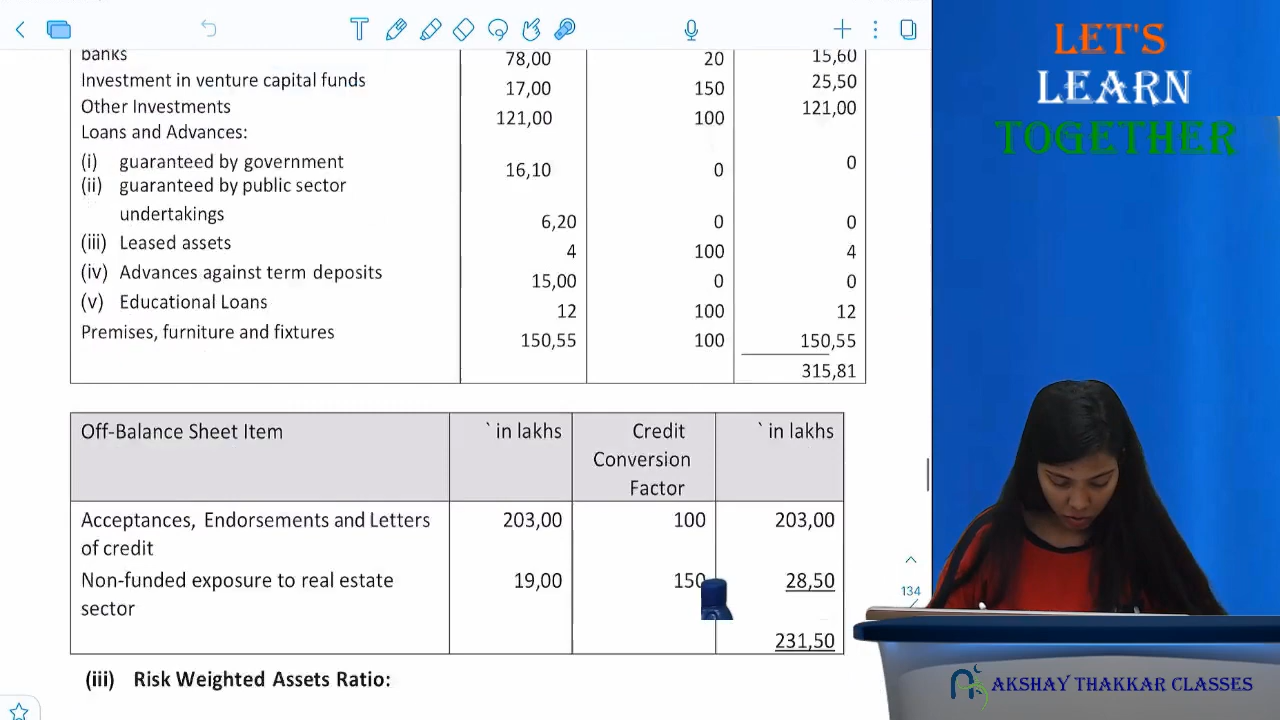 LET'S
LEARN
TOGETHER
banks 78,00 20 15,60
Investment in venture capital funds 17,00 150 25,50
Other Investments 121,00 100 121,00
Loans and Advances:
(i) guaranteed by government 16,10 0 0
(ii) guaranteed by public sector
undertakings 6,20 0 0
(iii) Leased assets 4 100 4
(iv) Advances against term deposits 15,00 0 0
(v) Educational Loans 12 100 12
Premises, furniture and fixtures 150,55 100 150,55
315,81
Off-Balance Sheet Item ` in lakhs Credit ` in lakhs
Conversion
Factor
Acceptances, Endorsements and Letters 203,00 100 203,00
of credit
Non-funded exposure to real estate 19,00 150 28,50
sector
231,50
(iii) Risk Weighted Assets Ratio:
134
AKSHAY THAKKAR CLASSES